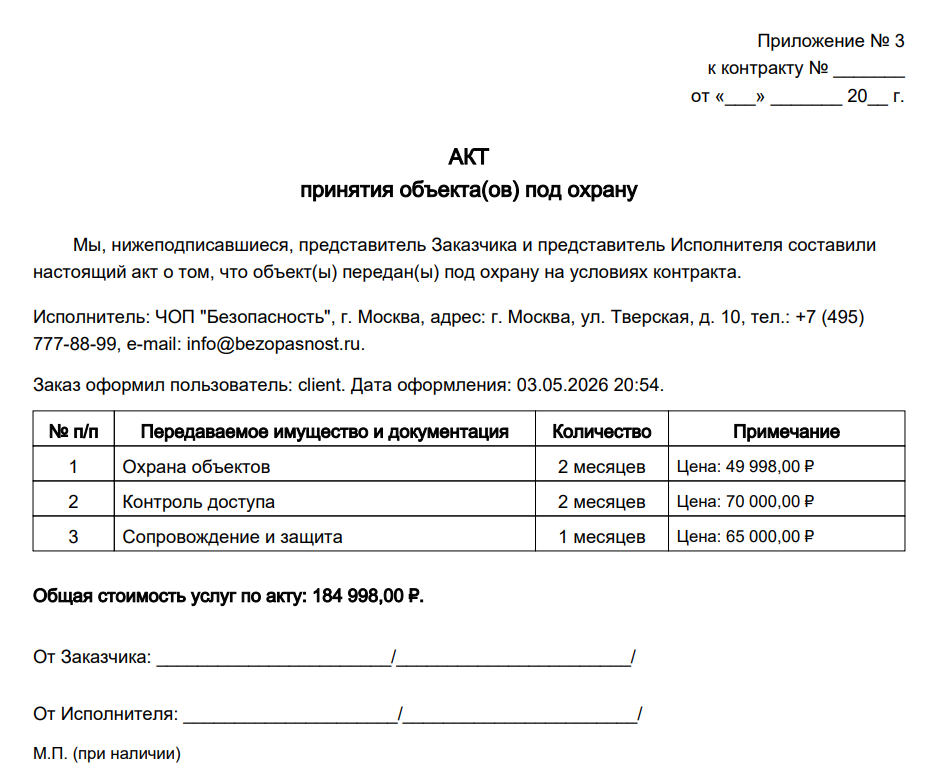 Приложение № 3
к контракту № _______
от «___» _______ 20__ г.
АКТ
принятия объекта(ов) под охрану
Мы, нижеподписавшиеся, представитель Заказчика и представитель Исполнителя составили
настоящий акт о том, что объект(ы) передан(ы) под охрану на условиях контракта.
Исполнитель: ЧОП "Безопасность", г. Москва, адрес: г. Москва, ул. Тверская, д. 10, тел.: +7 (495)
777-88-99, e-mail: info@bezopasnost.ru.
Заказ оформил пользователь: client. Дата оформления: 03.05.2026 20:54.
№ п/п Передаваемое имущество и документация Количество Примечание
1 Охрана объектов 2 месяцев Цена: 49 998,00 ₽
2 Контроль доступа 2 месяцев Цена: 70 000,00 ₽
3 Сопровождение и защита 1 месяцев Цена: 65 000,00 ₽
Общая стоимость услуг по акту: 184 998,00 ₽.
От Заказчика: _______________________/_______________________/
От Исполнителя: _____________________/_______________________/
М.П. (при наличии)